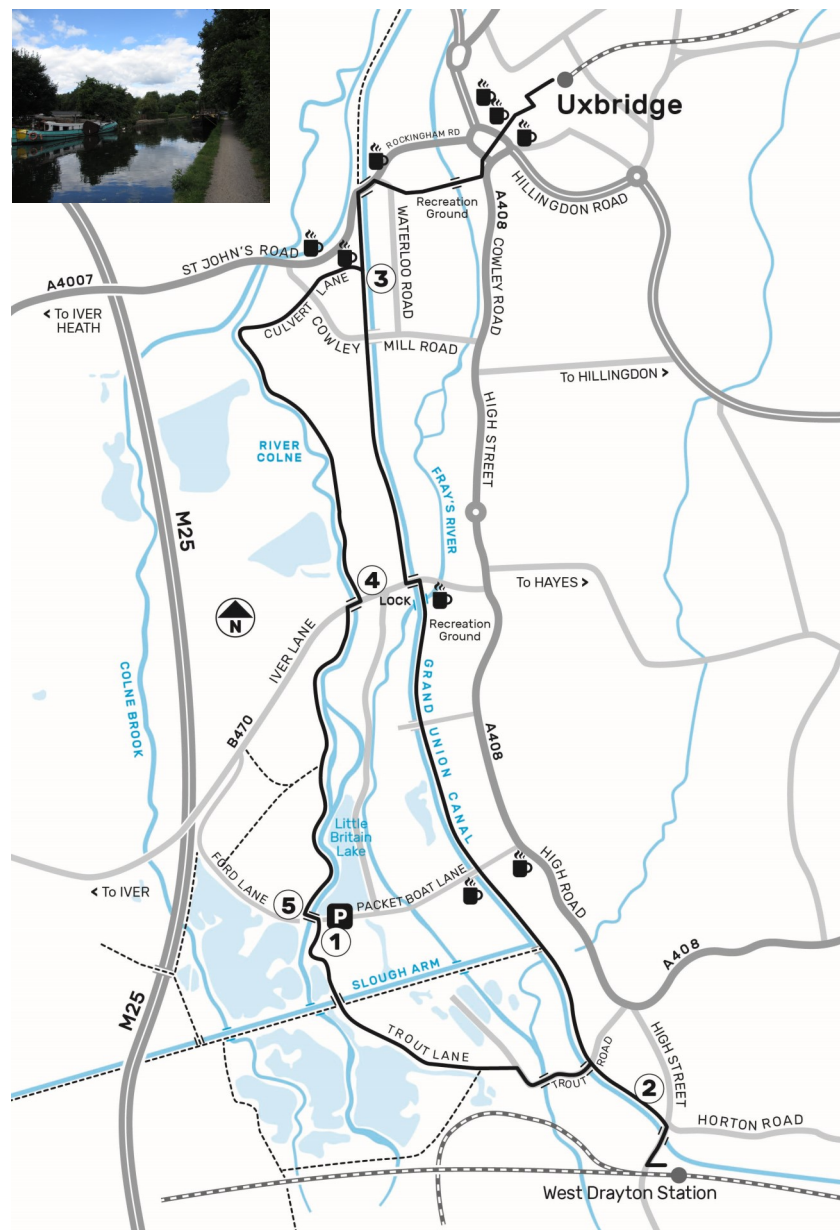 Uxbridge
ROCKINGHAM RD
Recreation
Ground
HILLINGDON ROAD
A408
COWLEY ROAD
WATERLOO ROAD
ST JOHN'S ROAD
A4007
< To IVER
HEATH
3
CULVERT LANE
COWLEY
MILL ROAD
To HILLINGDON >
HIGH STREET
RIVER
COLNE
FRAY'S RIVER
M25
4
LOCK
To HAYES >
Recreation
Ground
N
IVER LANE
COLNE BROOK
B470
GRAND UNION CANAL
A408
Little
Britain
Lake
HIGH ROAD
FORD LANE
< To IVER
PACKET BOAT LANE
5
P
1
SLOUGH ARM
A408
M25
TROUT LANE
TROUT ROAD
HIGH STREET
2
HORTON ROAD
West Drayton Station